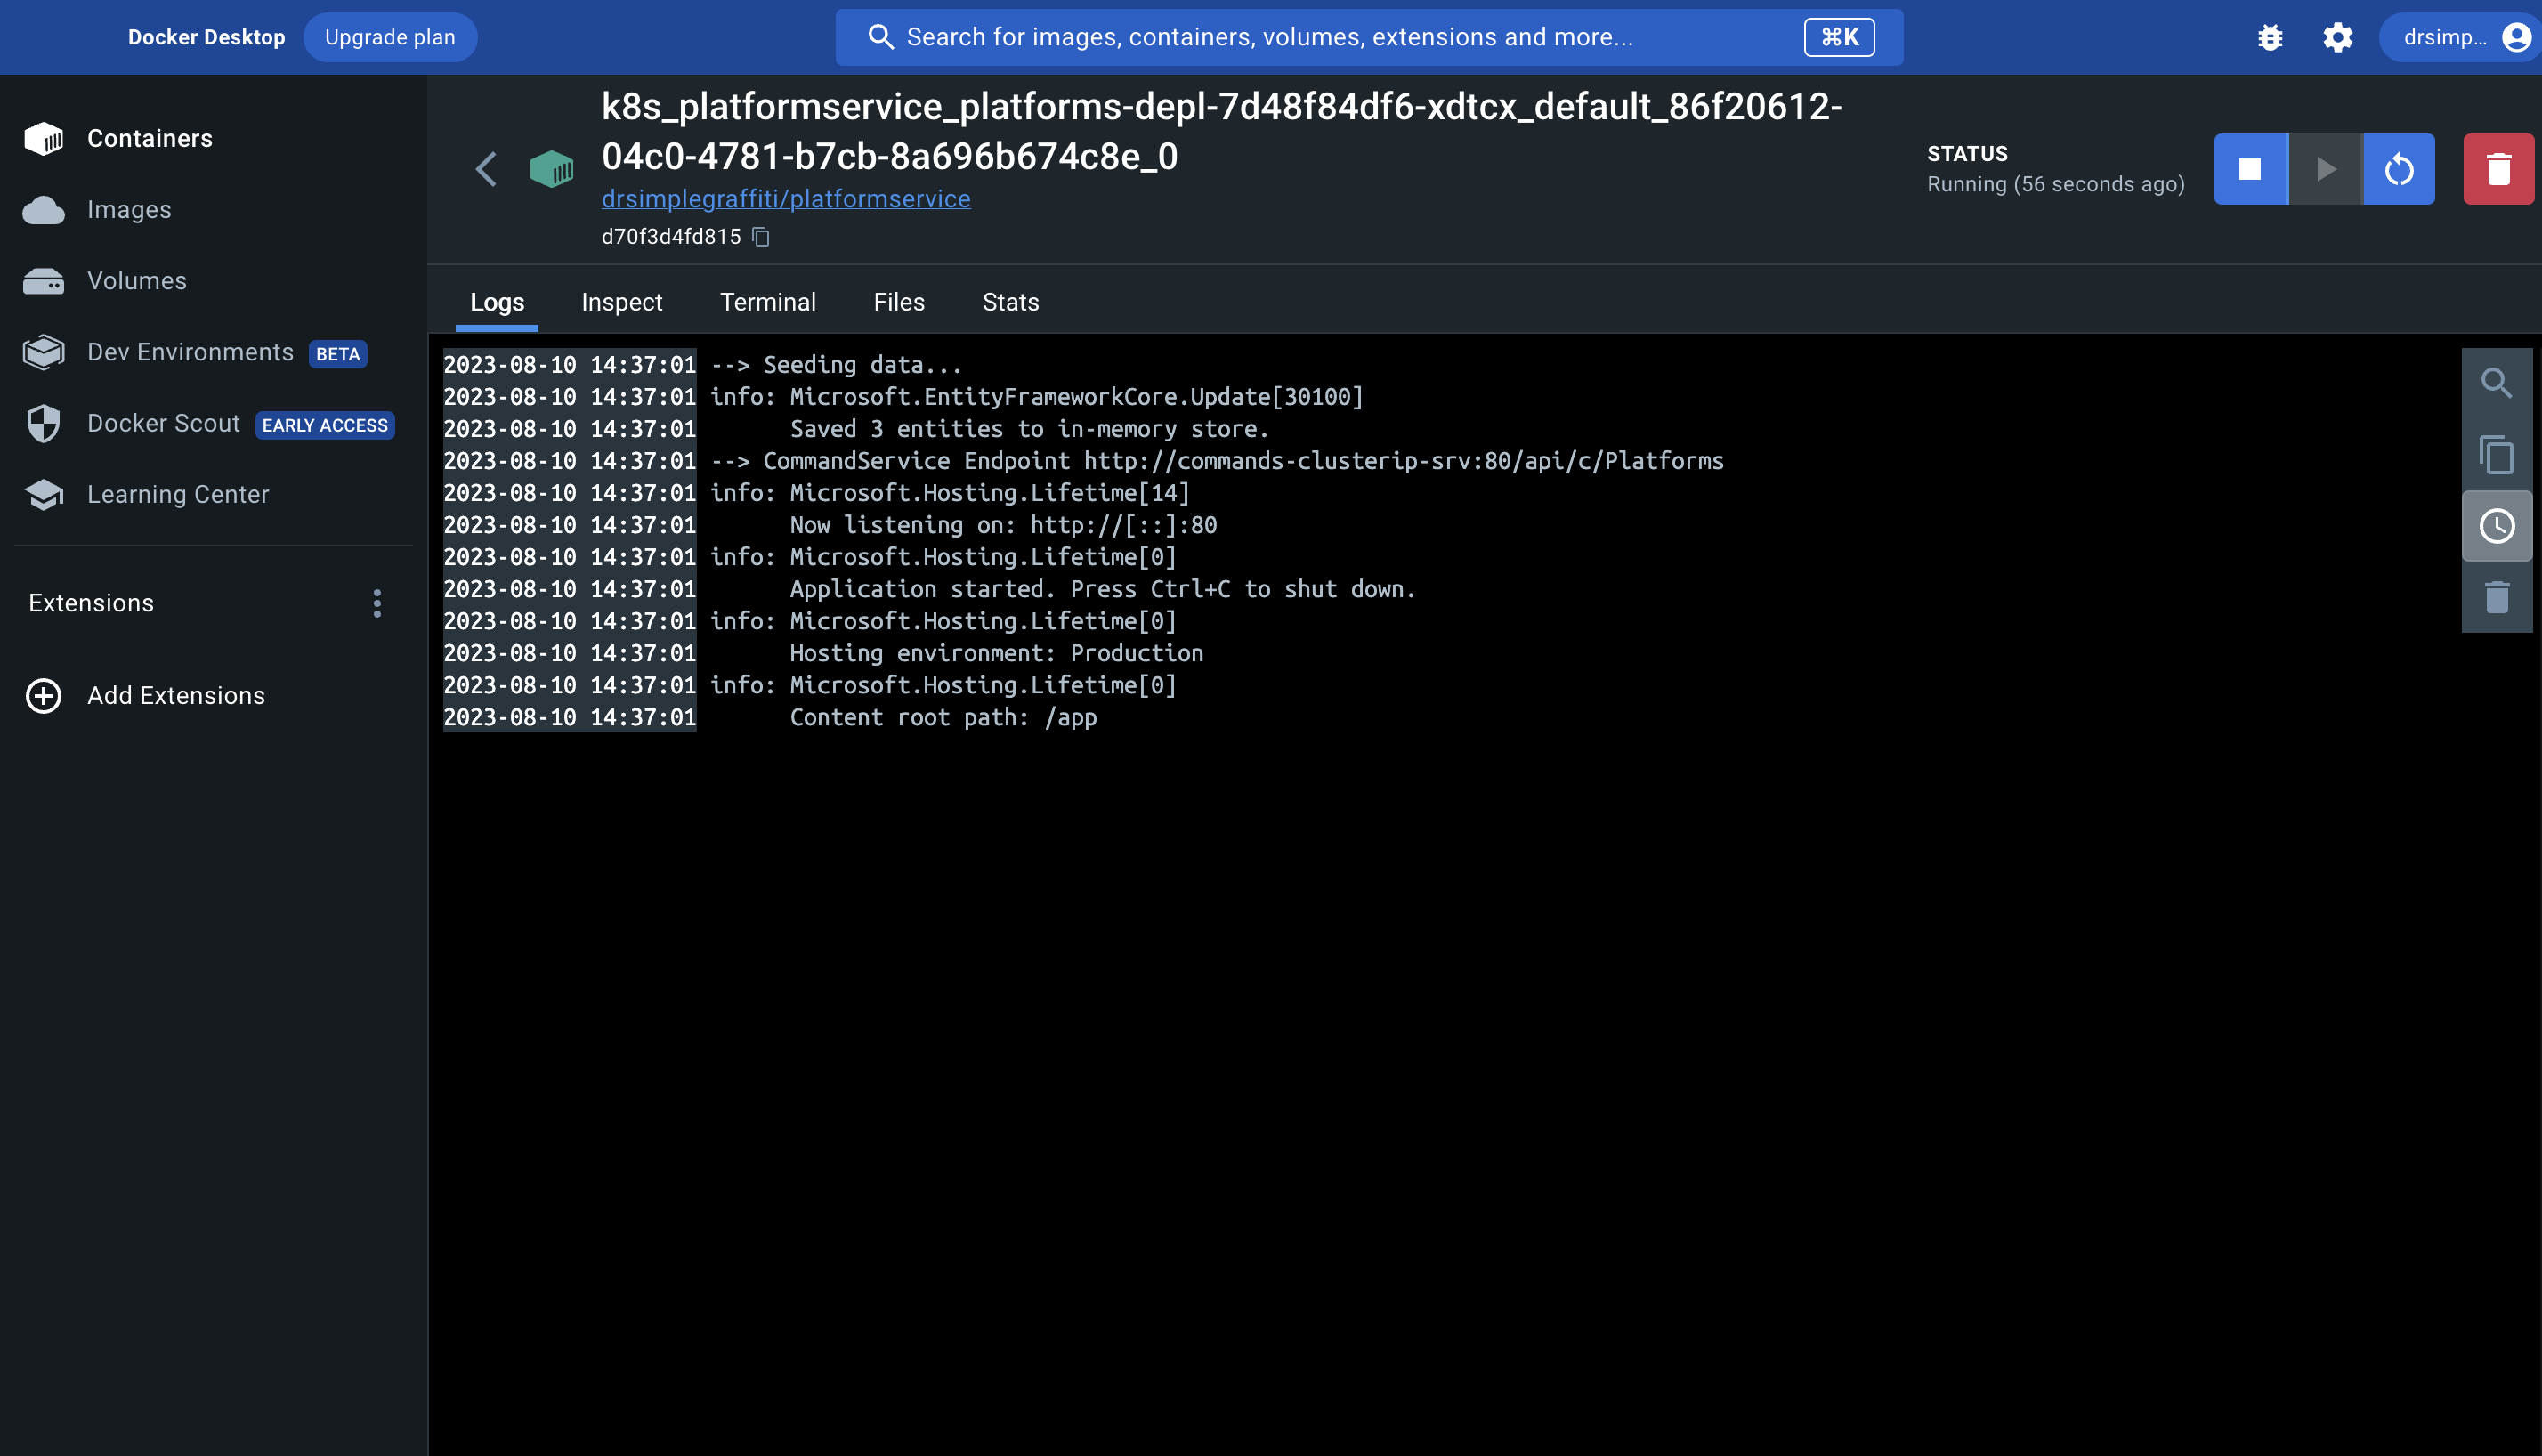 Docker Desktop
Upgrade plan
Search for images, containers, volumes, extensions and more...
⌘K
drsimp...
Containers
Images
Volumes
Dev Environments BETA
Docker Scout EARLY ACCESS
Learning Center
Extensions
Add Extensions
k8s_platformservice_platforms-depl-7d48f84df6-xdtcx_default_86f20612-
04c0-4781-b7cb-8a696b674c8e_0
drsimplegraffiti/platformservice
d70f3d4fd815
STATUS
Running (56 seconds ago)
Logs Inspect Terminal Files Stats
2023-08-10 14:37:01 --> Seeding data...
2023-08-10 14:37:01 info: Microsoft.EntityFrameworkCore.Update[30100]
2023-08-10 14:37:01       Saved 3 entities to in-memory store.
2023-08-10 14:37:01 --> CommandService Endpoint http://commands-clusterip-srv:80/api/c/Platforms
2023-08-10 14:37:01 info: Microsoft.Hosting.Lifetime[14]
2023-08-10 14:37:01       Now listening on: http://[::]:80
2023-08-10 14:37:01 info: Microsoft.Hosting.Lifetime[0]
2023-08-10 14:37:01       Application started. Press Ctrl+C to shut down.
2023-08-10 14:37:01 info: Microsoft.Hosting.Lifetime[0]
2023-08-10 14:37:01       Hosting environment: Production
2023-08-10 14:37:01 info: Microsoft.Hosting.Lifetime[0]
2023-08-10 14:37:01       Content root path: /app